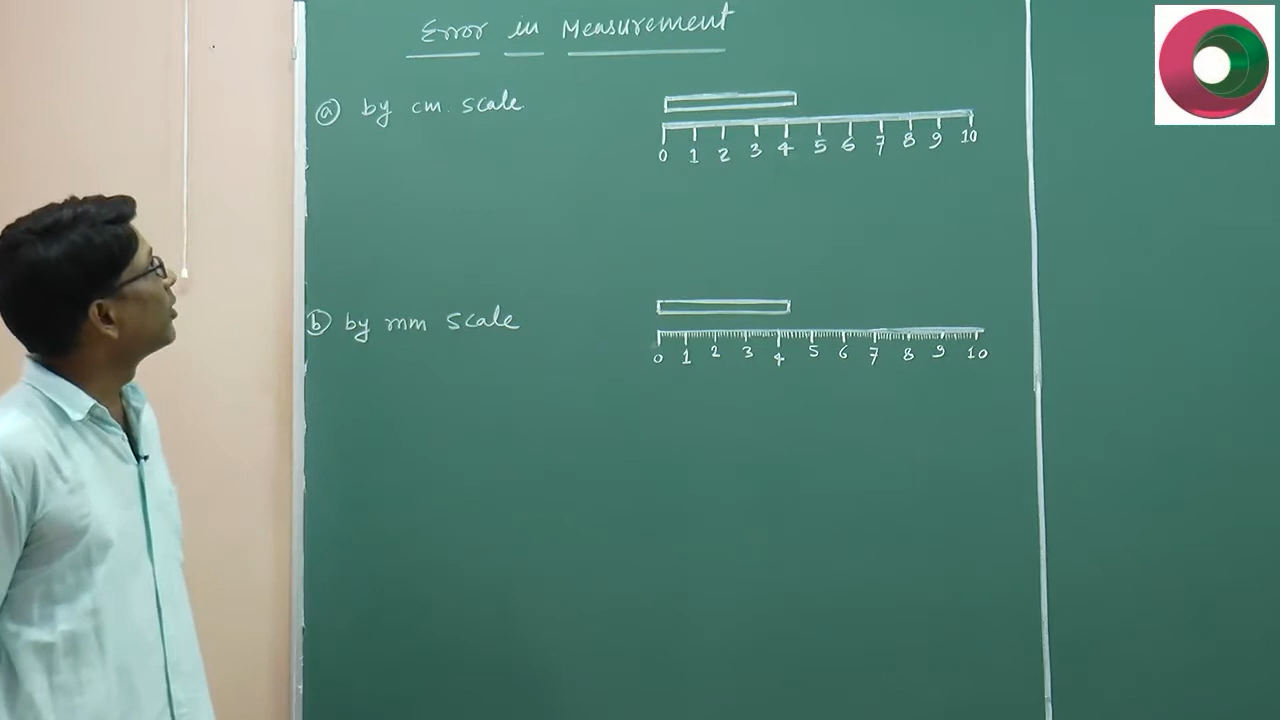 Error in Measurement
(a) by cm. scale
0 1 2 3 4 5 6 7 8 9 10
(b) by mm scale
0 1 2 3 4 5 6 7 8 9 10